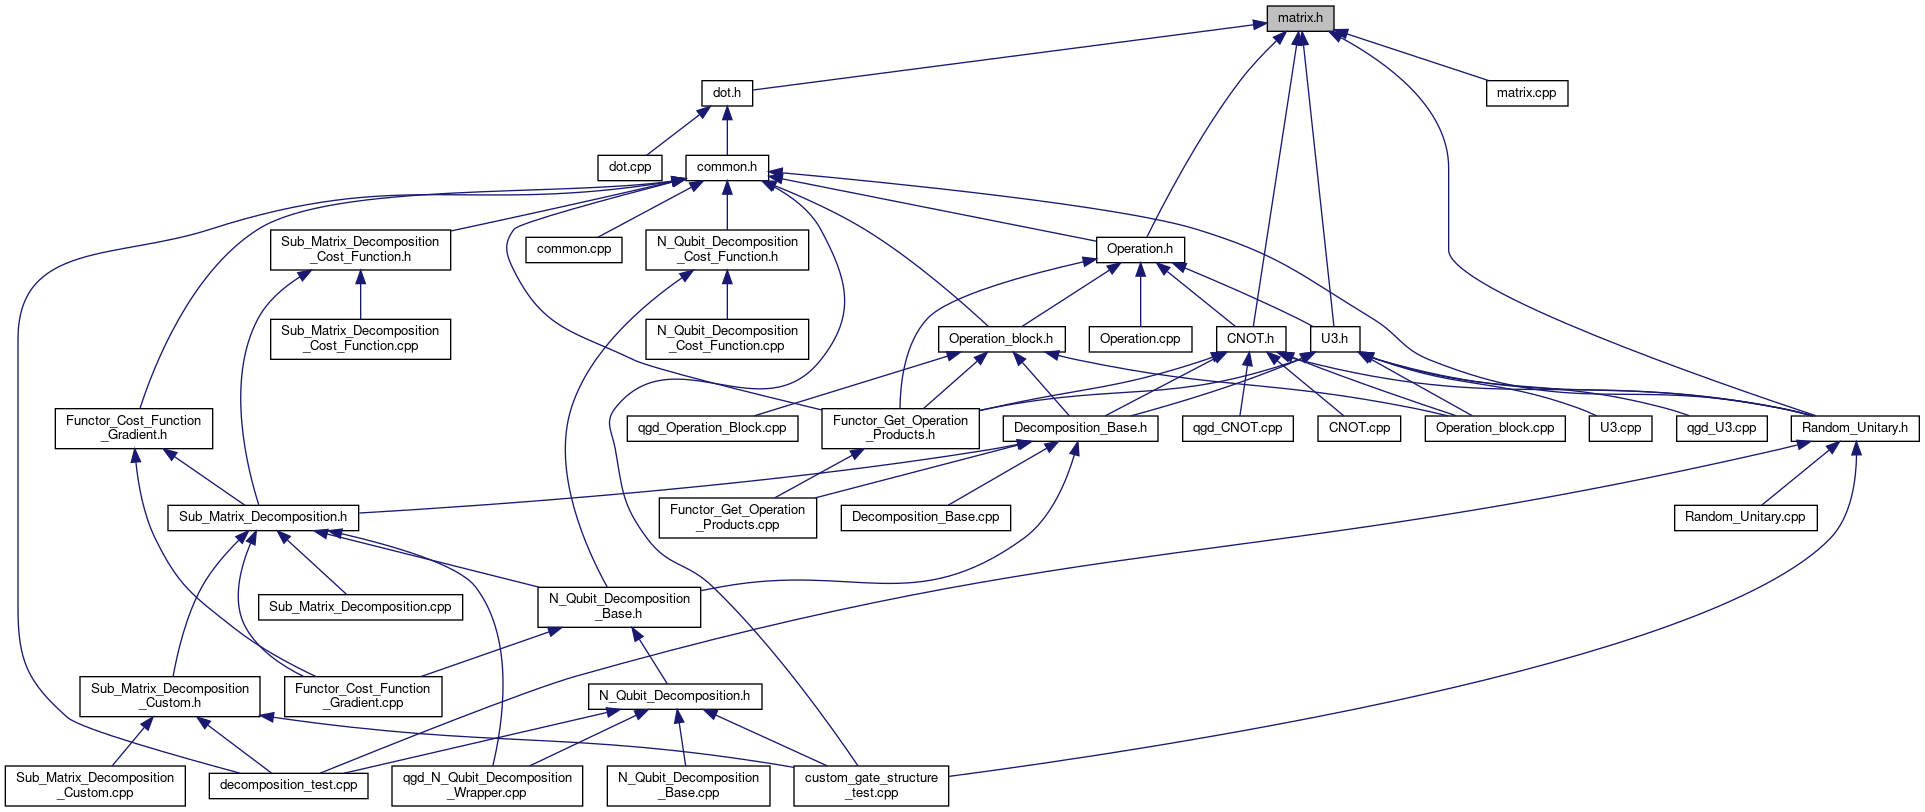 matrix.h
dot.h
matrix.cpp
dot.cpp
common.h
Sub_Matrix_Decomposition
_Cost_Function.h
common.cpp
N_Qubit_Decomposition
_Cost_Function.h
Operation.h
Sub_Matrix_Decomposition
_Cost_Function.cpp
N_Qubit_Decomposition
_Cost_Function.cpp
Operation_block.h
Operation.cpp
CNOT.h
U3.h
Functor_Cost_Function
_Gradient.h
qgd_Operation_Block.cpp
Functor_Get_Operation
_Products.h
Decomposition_Base.h
qgd_CNOT.cpp
CNOT.cpp
Operation_block.cpp
U3.cpp
qgd_U3.cpp
Random_Unitary.h
Sub_Matrix_Decomposition.h
Functor_Get_Operation
_Products.cpp
Decomposition_Base.cpp
Random_Unitary.cpp
Sub_Matrix_Decomposition.cpp
N_Qubit_Decomposition
_Base.h
Sub_Matrix_Decomposition
_Custom.h
Functor_Cost_Function
_Gradient.cpp
N_Qubit_Decomposition.h
Sub_Matrix_Decomposition
_Custom.cpp
decomposition_test.cpp
qgd_N_Qubit_Decomposition
_Wrapper.cpp
N_Qubit_Decomposition
_Base.cpp
custom_gate_structure
_test.cpp